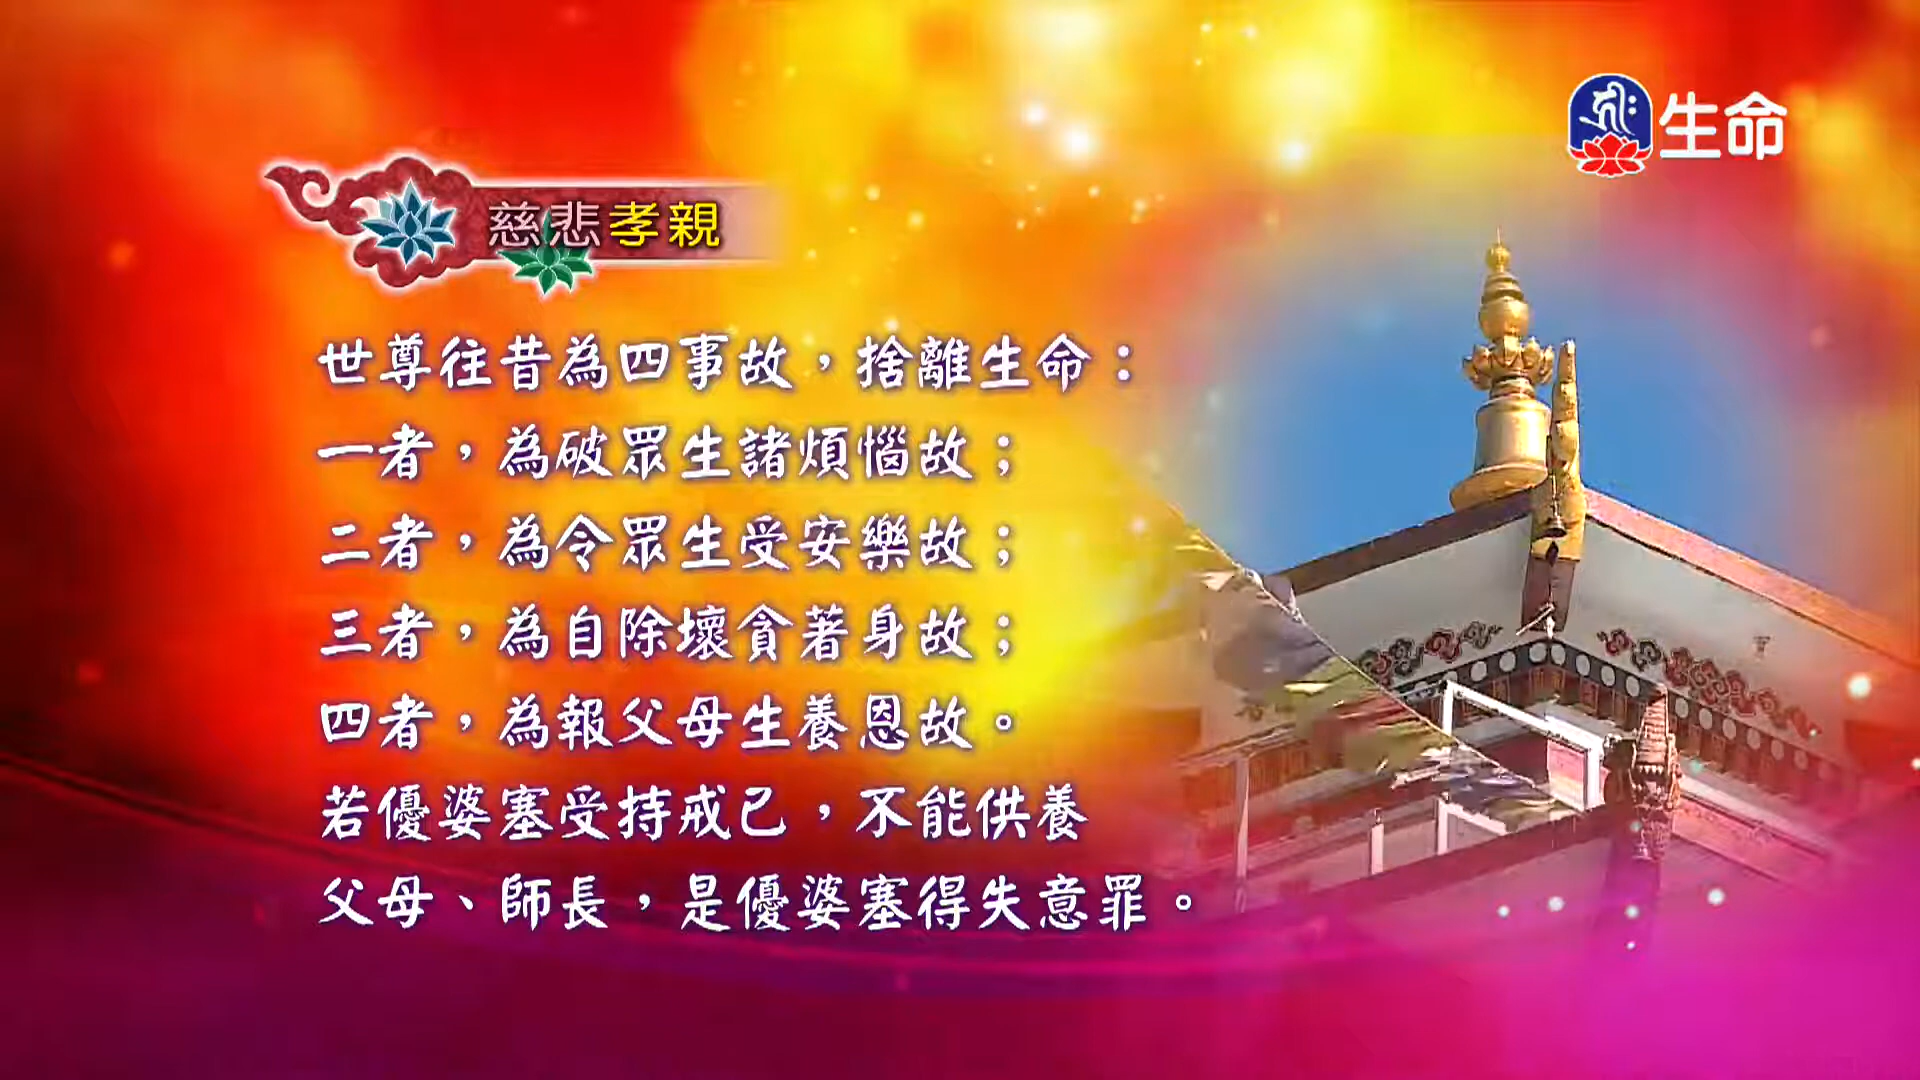 生命
慈悲孝親
世尊往昔為四事故，捨離生命：
一者，為破眾生諸煩惱故；
二者，為令眾生受安樂故；
三者，為自除壞貪著身故；
四者，為報父母生養恩故。
若優婆塞受持戒已，不能供養
父母、師長，是優婆塞得失意罪。